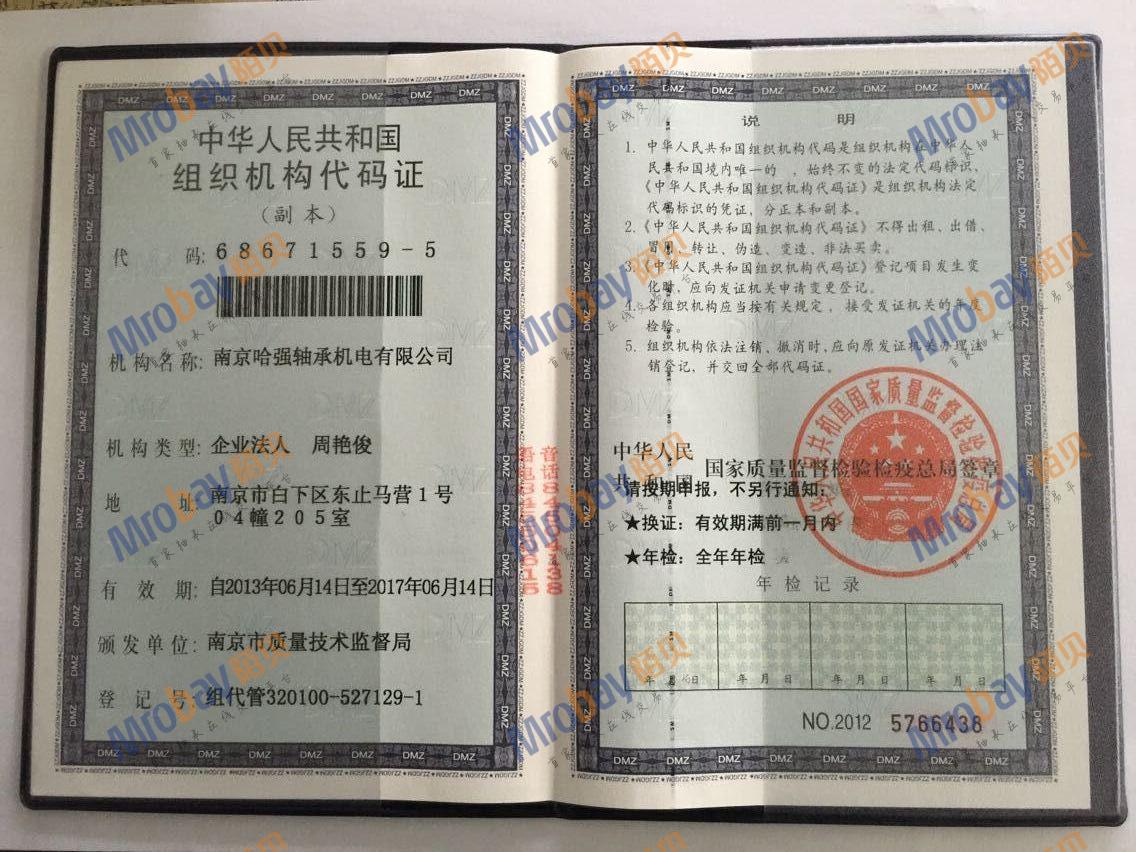 中华人民共和国
组织机构代码证
（副本）
代 码: 68671559-5
机构名称: 南京哈强轴承机电有限公司
机构类型: 企业法人 周艳俊
地 址: 南京市白下区东止马营1号
04幢205室
有 效 期: 自2013年06月14日至2017年06月14日
颁发单位: 南京市质量技术监督局
登 记 号: 组代管320100-527129-1
说 明
1. 中华人民共和国组织机构代码是组织机构在中华人
民共和国境内唯一的、始终不变的法定代码标识，
《中华人民共和国组织机构代码证》是组织机构法定
代码标识的凭证，分正本和副本。
2.《中华人民共和国组织机构代码证》不得出租、出借、
冒用、转让、伪造、变造、非法买卖。
3.《中华人民共和国组织机构代码证》登记项目发生变
化时，应向发证机关申请变更登记。
4. 各组织机构应当按有关规定，接受发证机关的年度
检验。
5. 组织机构依法注销、撤消时，应向原发证机关办理注
销登记，并交回全部代码证。
中华人民
共和国
国家质量监督检验检疫总局签章
请按期申报，不另行通知：
★换证：有效期满前一月内
★年检：全年年检
年检记录
年 月 日 年 月 日 年 月 日 年 月 日
NO.2012 5766438
Mrobay陌贝
DMZ